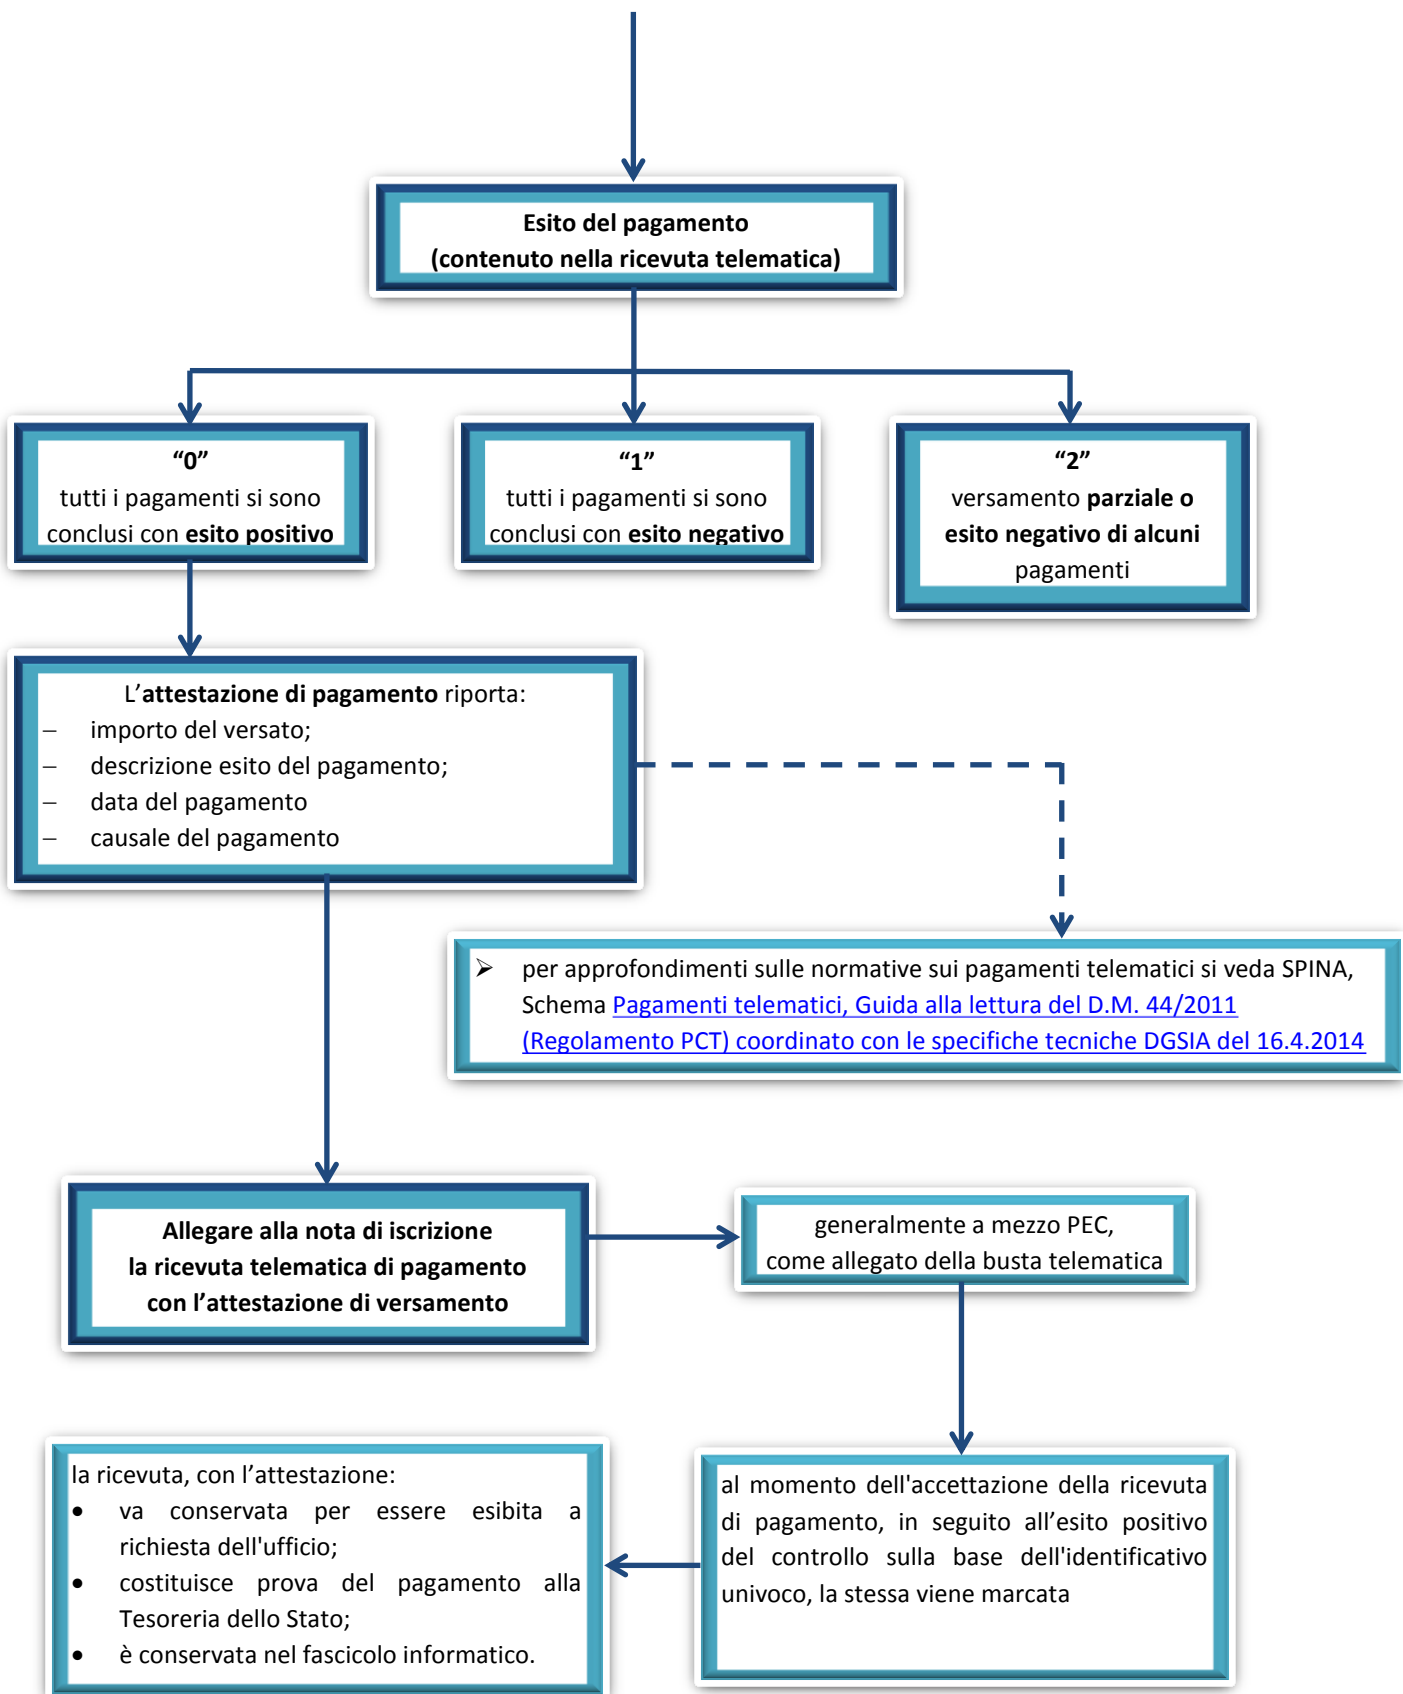 Esito del pagamento
(contenuto nella ricevuta telematica)
“0”
tutti i pagamenti si sono
conclusi con esito positivo
“1”
tutti i pagamenti si sono
conclusi con esito negativo
“2”
versamento parziale o
esito negativo di alcuni
pagamenti
L’attestazione di pagamento riporta:
– importo del versato;
– descrizione esito del pagamento;
– data del pagamento
– causale del pagamento
➢ per approfondimenti sulle normative sui pagamenti telematici si veda SPINA,
Schema Pagamenti telematici, Guida alla lettura del D.M. 44/2011
(Regolamento PCT) coordinato con le specifiche tecniche DGSIA del 16.4.2014
Allegare alla nota di iscrizione
la ricevuta telematica di pagamento
con l’attestazione di versamento
generalmente a mezzo PEC,
come allegato della busta telematica
al momento dell'accettazione della ricevuta
di pagamento, in seguito all’esito positivo
del controllo sulla base dell'identificativo
univoco, la stessa viene marcata
la ricevuta, con l’attestazione:
• va conservata per essere esibita a
richiesta dell'ufficio;
• costituisce prova del pagamento alla
Tesoreria dello Stato;
• è conservata nel fascicolo informatico.